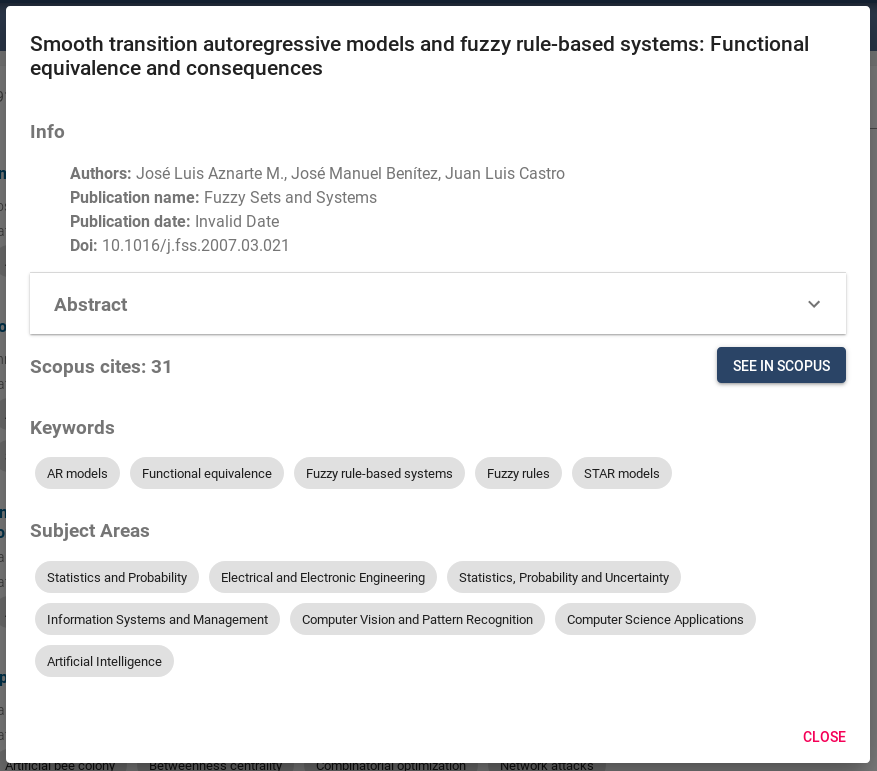 Smooth transition autoregressive models and fuzzy rule-based systems: Functional
equivalence and consequences
Info
Authors: José Luis Aznarte M., José Manuel Benítez, Juan Luis Castro
Publication name: Fuzzy Sets and Systems
Publication date: Invalid Date
Doi: 10.1016/j.fss.2007.03.021
Abstract
Scopus cites: 31
SEE IN SCOPUS
Keywords
AR models Functional equivalence Fuzzy rule-based systems Fuzzy rules STAR models
Subject Areas
Statistics and Probability Electrical and Electronic Engineering Statistics, Probability and Uncertainty
Information Systems and Management Computer Vision and Pattern Recognition Computer Science Applications
Artificial Intelligence
CLOSE
Artificial bee colony Betweenness centrality Combinatorial optimization Network attacks